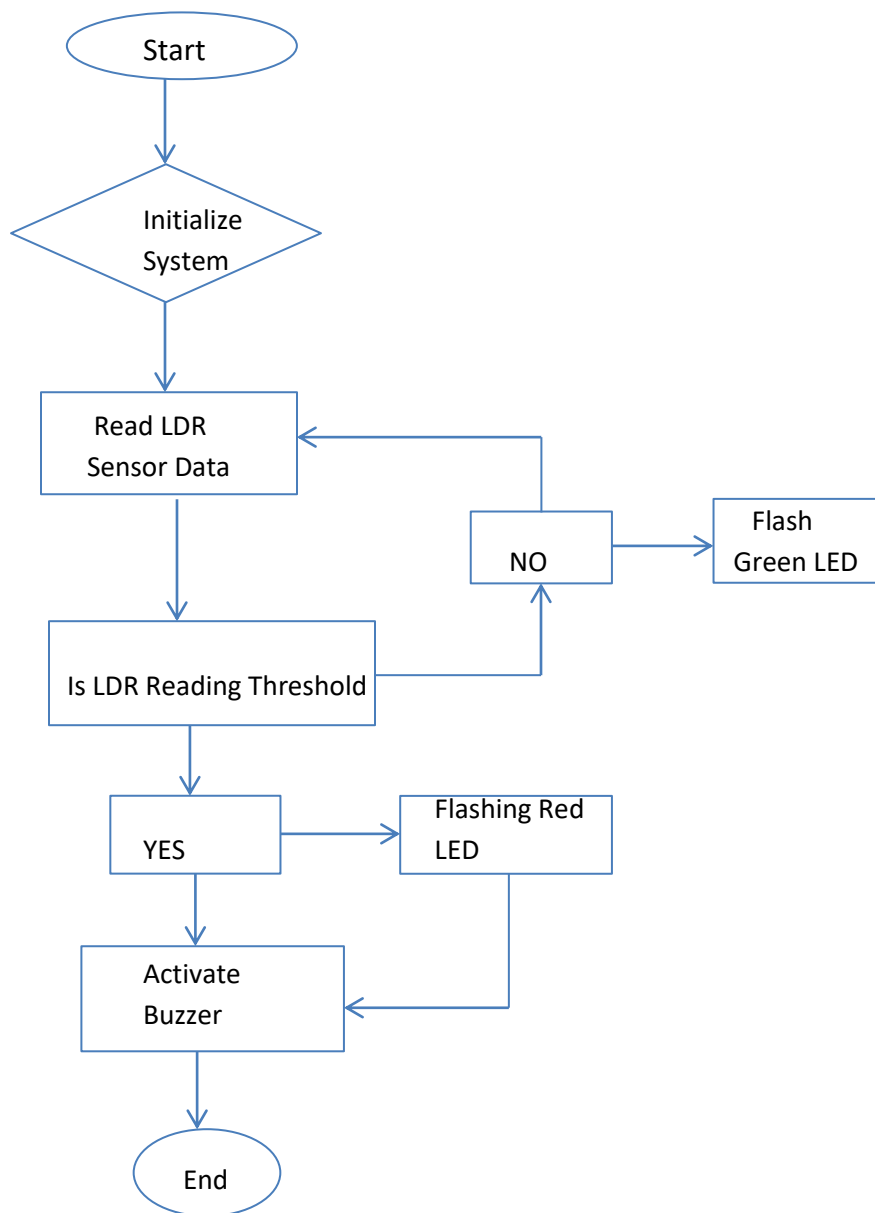 Start
Initialize
System
Read LDR
Sensor Data
Flash
Green LED
NO
Is LDR Reading Threshold
Flashing Red
LED
YES
Activate
Buzzer
End